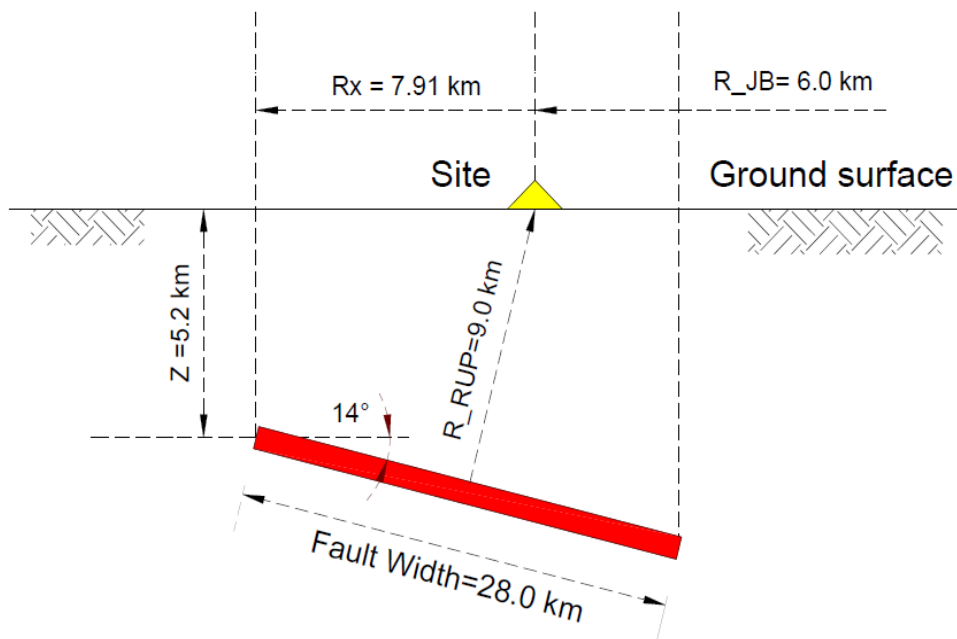 Rx = 7.91 km
R_JB= 6.0 km
Site
Ground surface
Z =5.2 km
R_RUP=9.0 km
14°
Fault Width=28.0 km